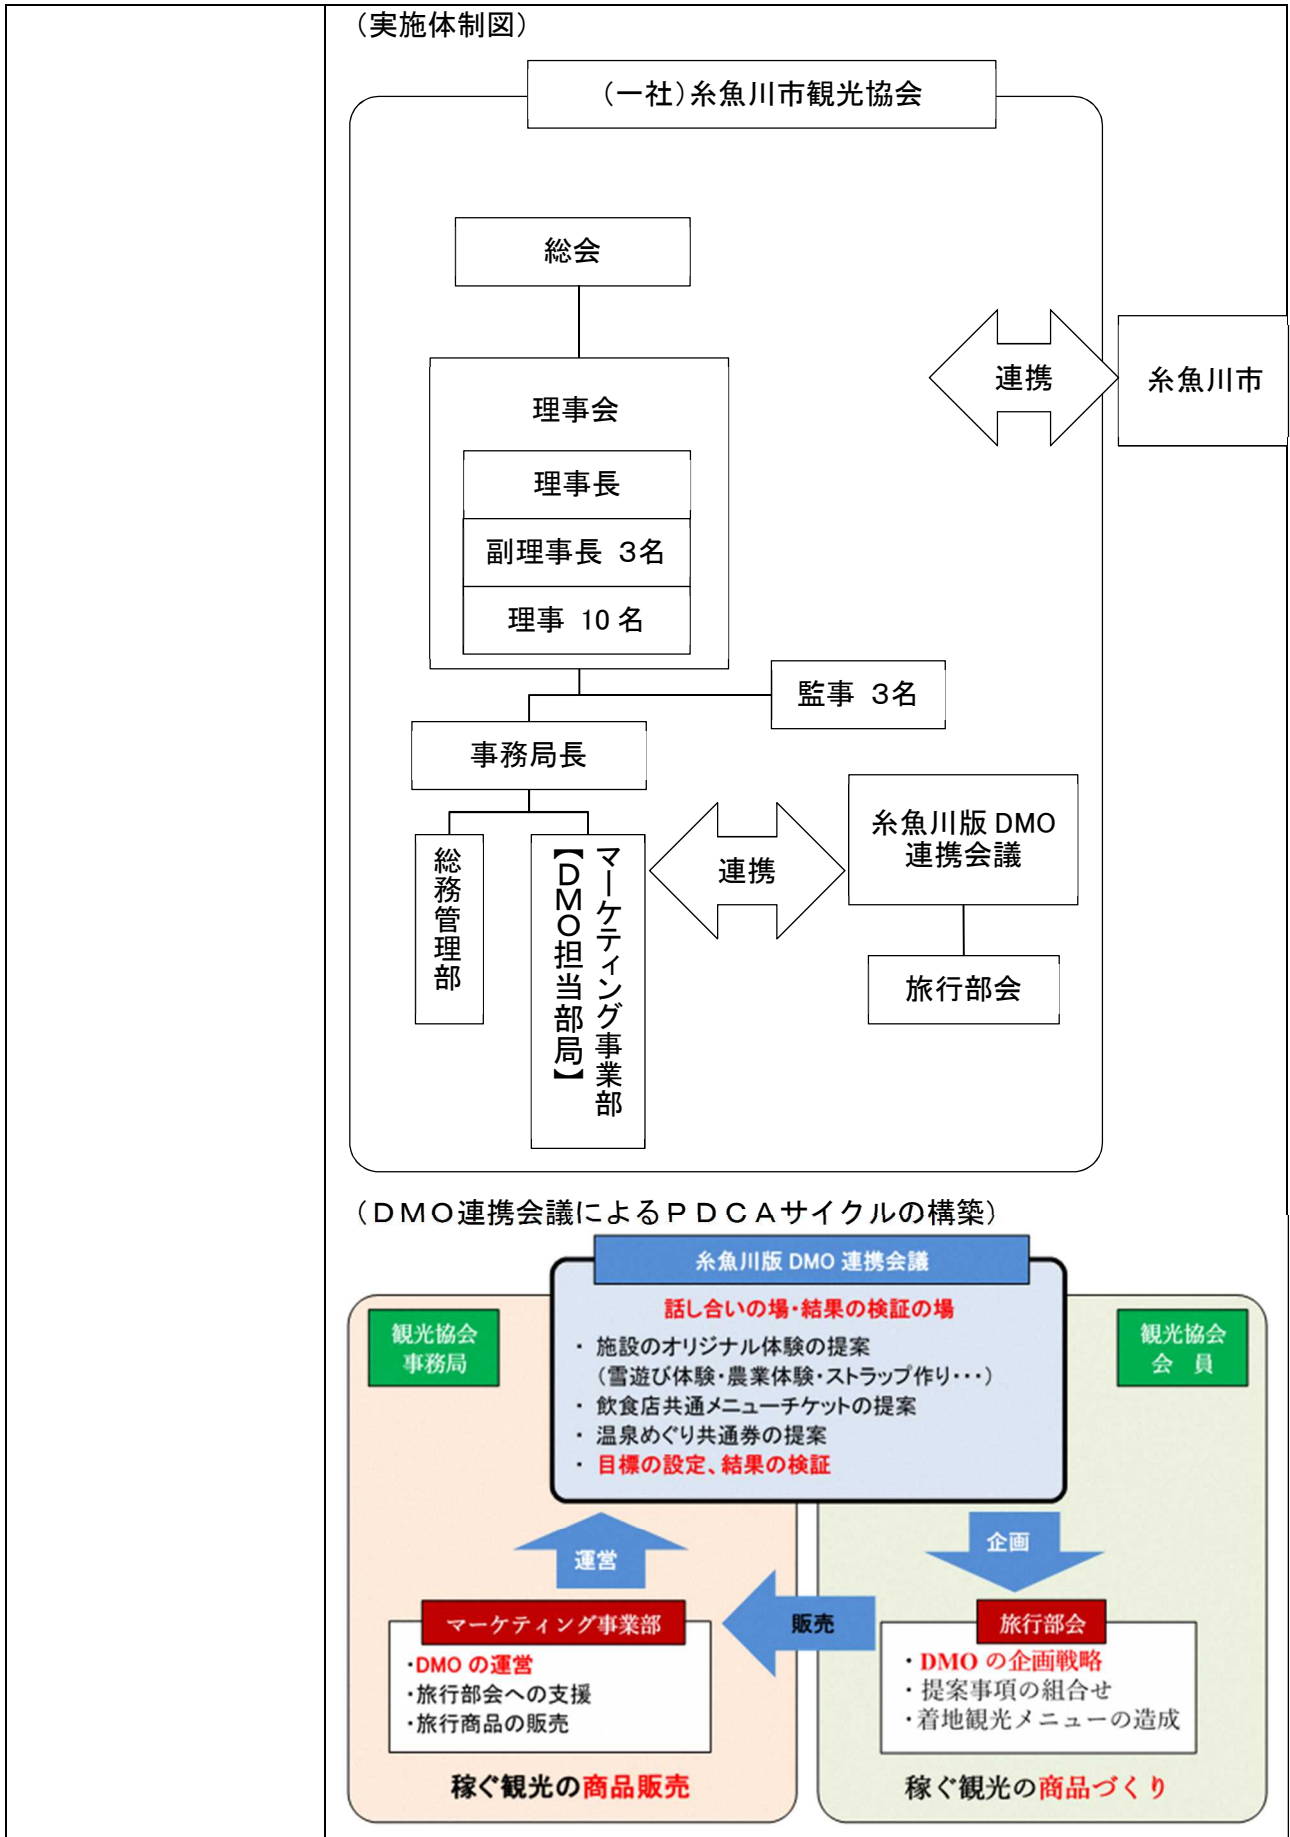 （実施体制図）
（一社）糸魚川市観光協会
総会
理事会
理事長
副理事長 3名
理事 10名
監事 3名
事務局長
総務管理部
マーケティング事業部
【DMO担当部局】
連携
糸魚川版 DMO
連携会議
旅行部会
連携
糸魚川市
（ＤＭＯ連携会議によるＰＤＣＡサイクルの構築）
糸魚川版 DMO 連携会議
話し合いの場・結果の検証の場
・ 施設のオリジナル体験の提案
（雪遊び体験・農業体験・ストラップ作り・・・）
・ 飲食店共通メニューチケットの提案
・ 温泉めぐり共通券の提案
・ 目標の設定、結果の検証
観光協会
事務局
観光協会
会　員
運営
企画
販売
マーケティング事業部
・DMO の運営
・旅行部会への支援
・旅行商品の販売
稼ぐ観光の商品販売
旅行部会
・ DMO の企画戦略
・提案事項の組合せ
・着地観光メニューの造成
稼ぐ観光の商品づくり